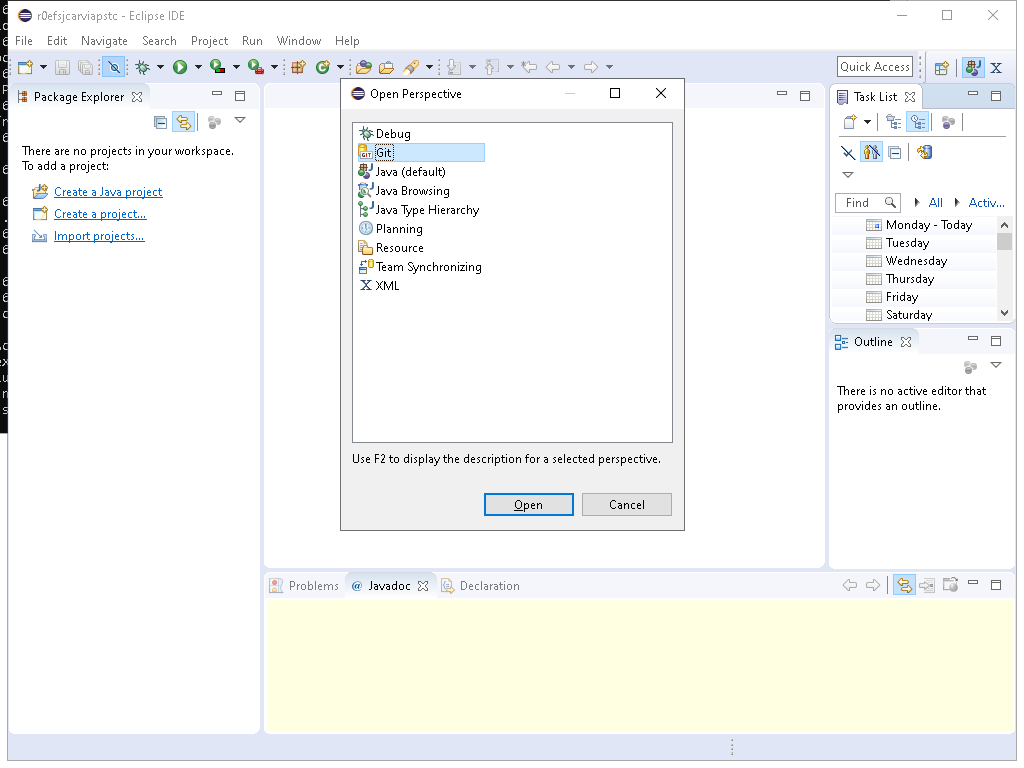 r0efsjcarviapstc - Eclipse IDE
File Edit Navigate Search Project Run Window Help
Quick Access
Package Explorer
There are no projects in your workspace.
To add a project:
Create a Java project
Create a project...
Import projects...
Open Perspective
Debug
Git
Java (default)
Java Browsing
Java Type Hierarchy
Planning
Resource
Team Synchronizing
XML
Use F2 to display the description for a selected perspective.
Open Cancel
Task List
Find All Activ...
Monday - Today
Tuesday
Wednesday
Thursday
Friday
Saturday
Outline
There is no active editor that
provides an outline.
Problems @ Javadoc Declaration